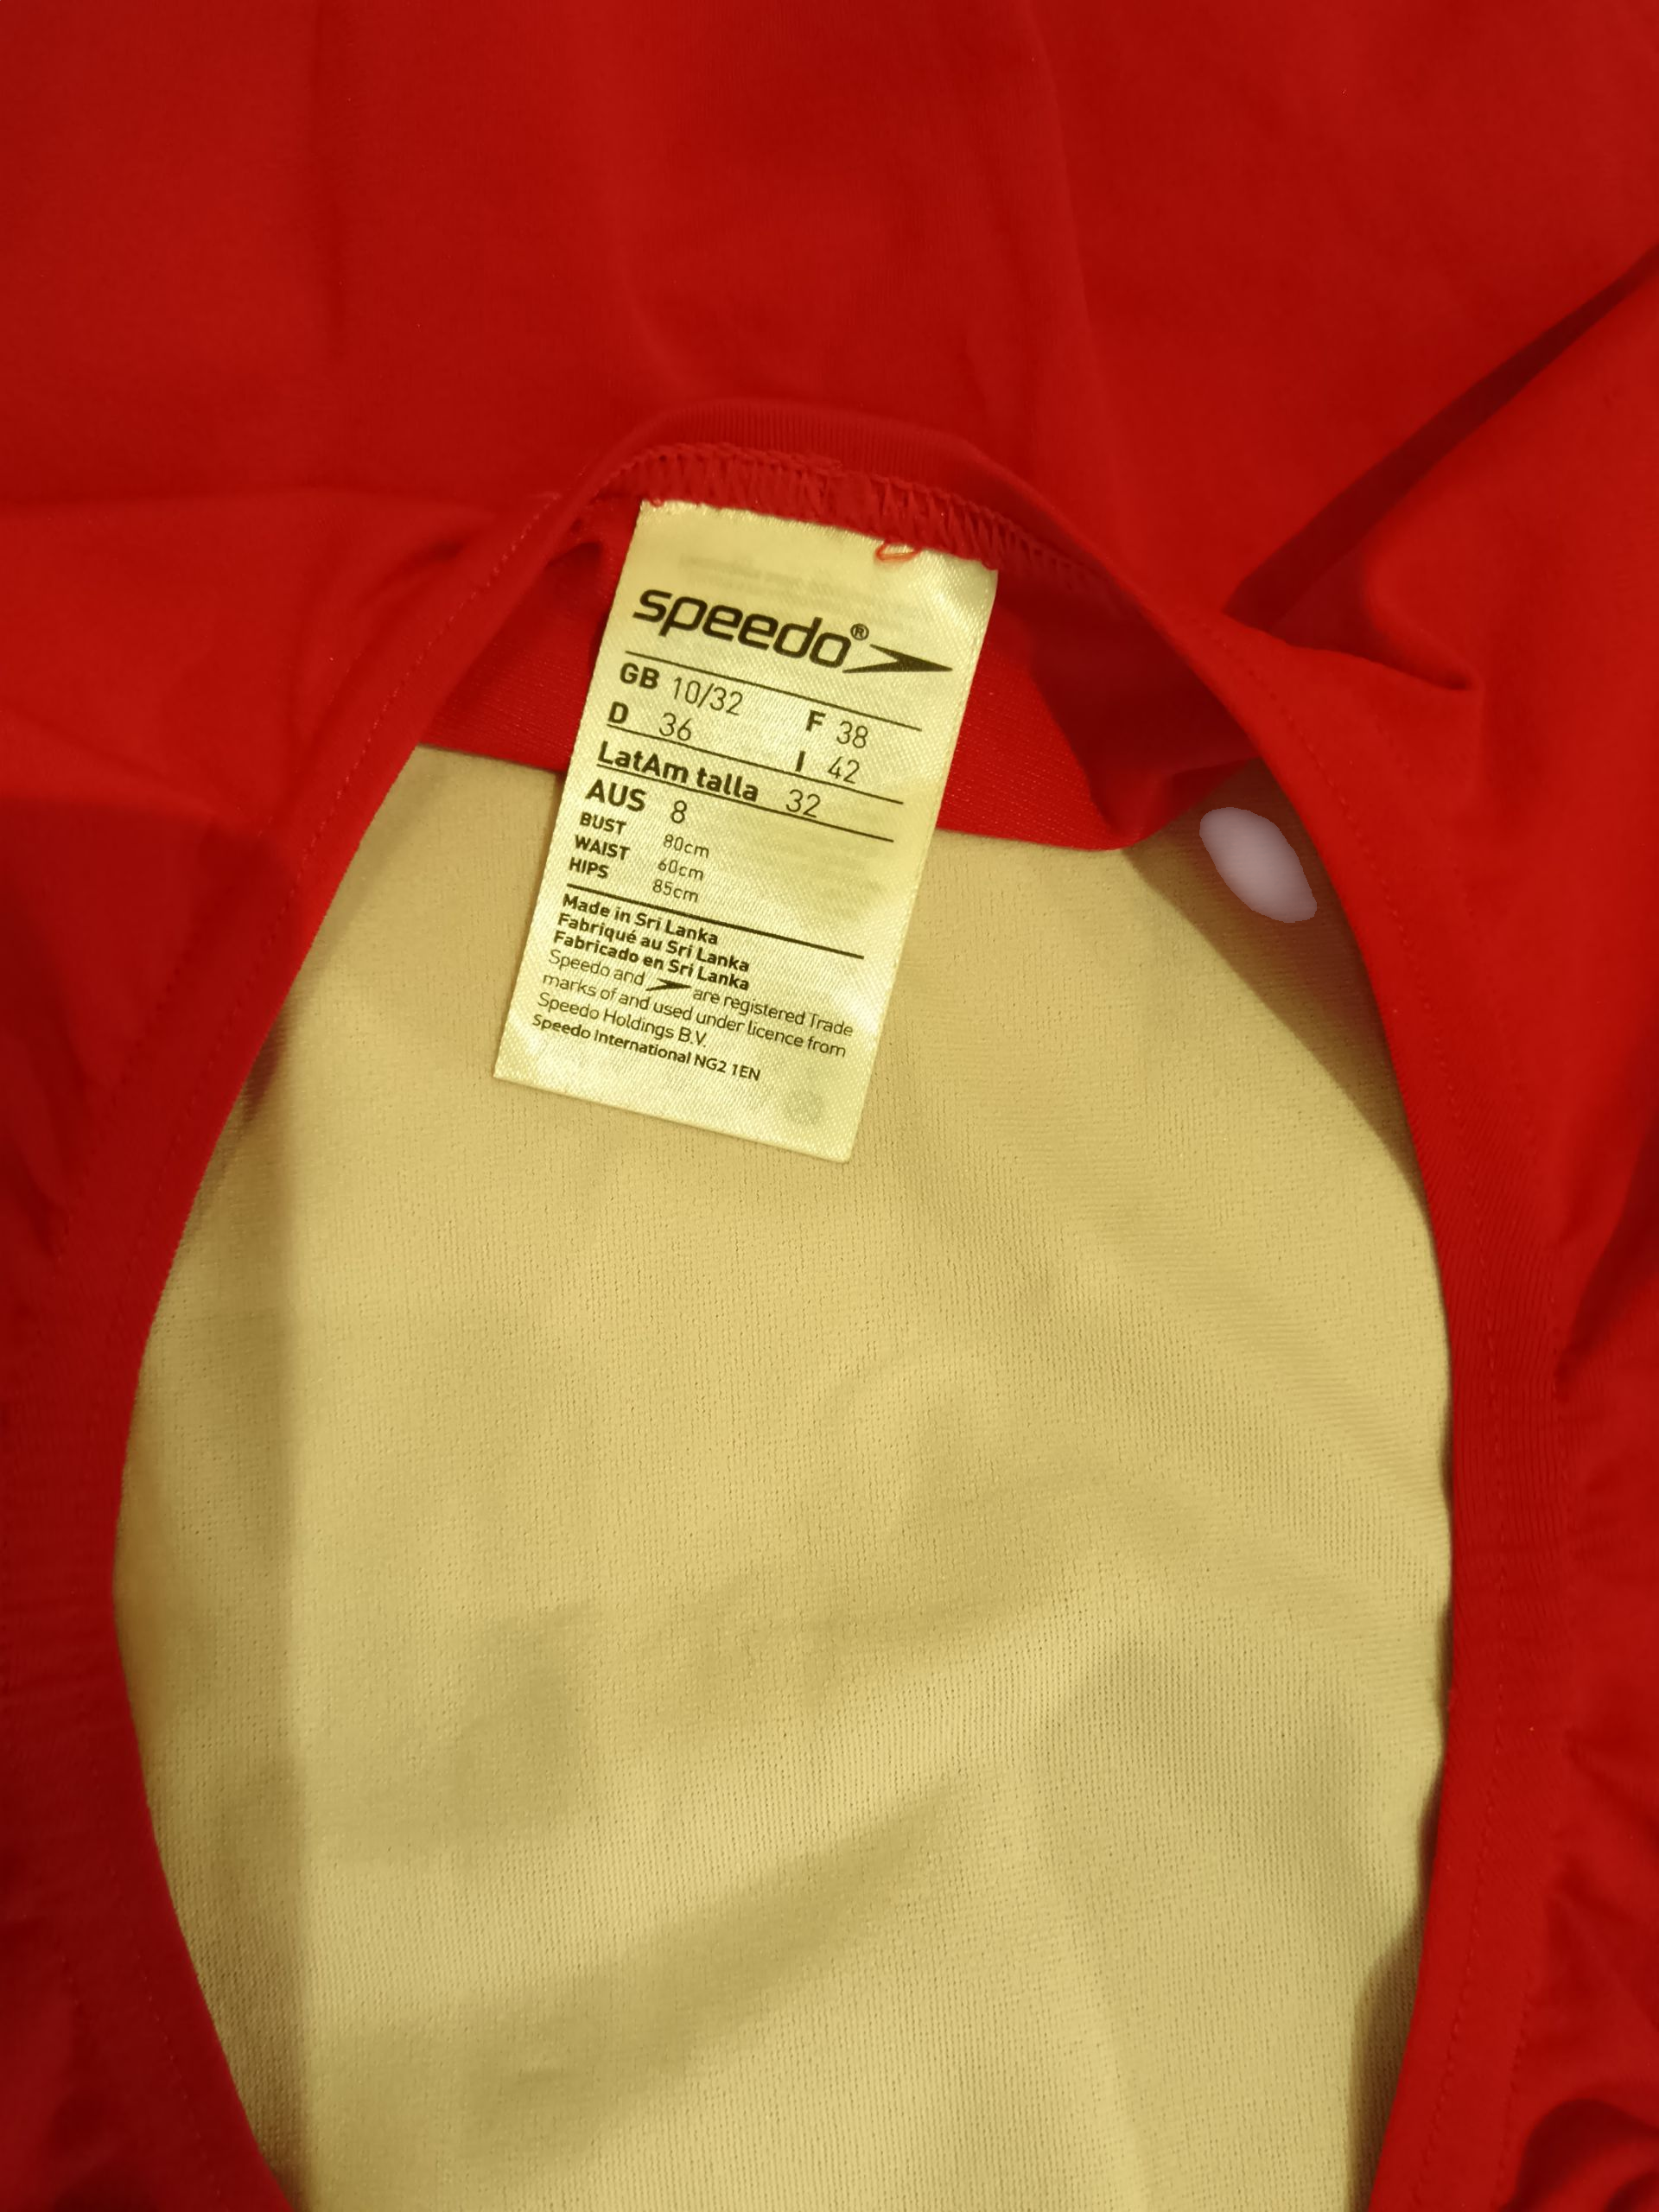 speedo®
GB 10/32 F 38
D 36 I 42
LatAm talla 32
AUS 8
BUST 80cm
WAIST 60cm
HIPS 85cm
Made in Sri Lanka
Fabriqué au Sri Lanka
Fabricado en Sri Lanka
Speedo and are registered Trade
marks of and used under licence from
Speedo Holdings B.V.
Speedo International NG2 1EN